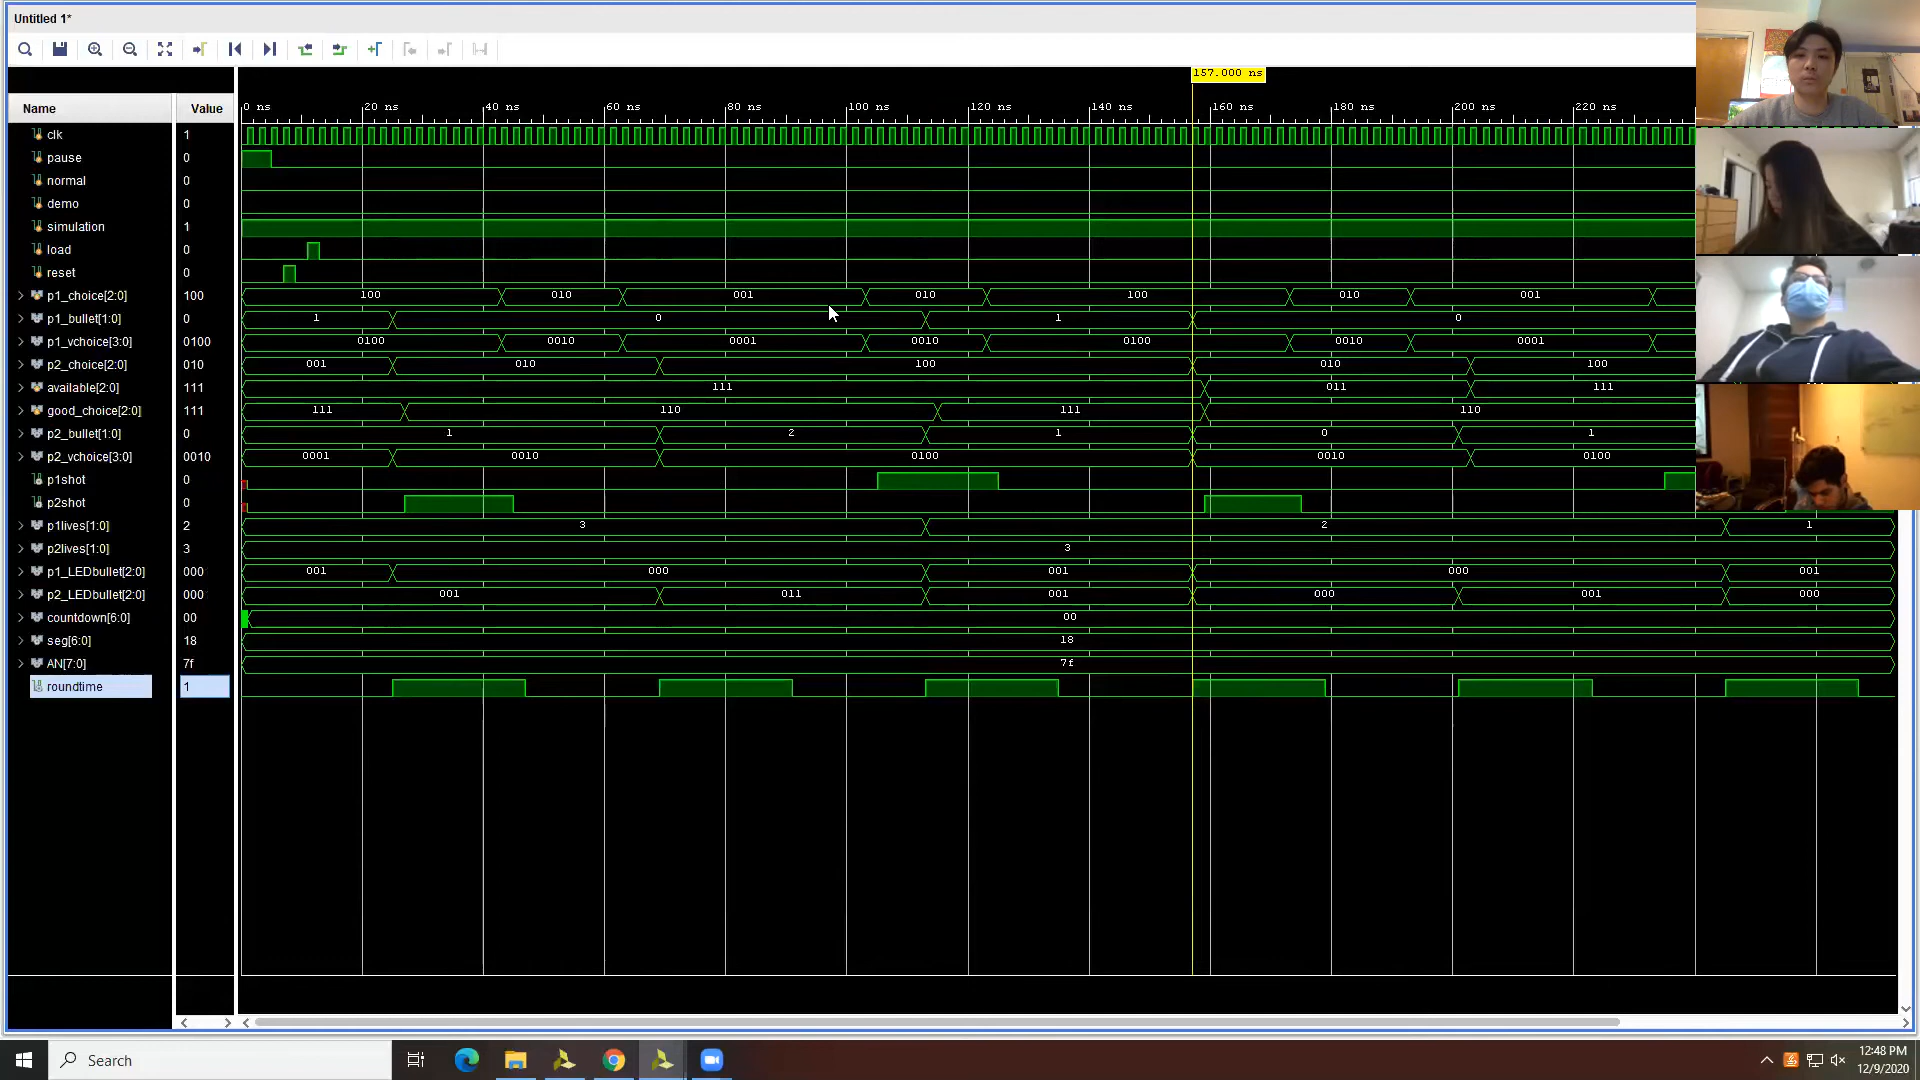 Untitled 1*
157.000 ns
Name Value
0 ns 20 ns 40 ns 60 ns 80 ns 100 ns 120 ns 140 ns 160 ns 180 ns 200 ns 220 ns
clk 1
pause 0
normal 0
demo 0
simulation 1
load 0
reset 0
p1_choice[2:0] 100 100 010 001 010 100 010 001
p1_bullet[1:0] 0 1 0 1 0
p1_vchoice[3:0] 0100 0100 0010 0001 0010 0100 0010 0001
p2_choice[2:0] 010 001 010 100 010 100
available[2:0] 111 111 011 111
good_choice[2:0] 111 111 110 111 110
p2_bullet[1:0] 0 1 2 1 0 1
p2_vchoice[3:0] 0010 0001 0010 0100 0010 0100
p1shot 0
p2shot 0
p1lives[1:0] 2 3 2 1
p2lives[1:0] 3 3
p1_LEDbullet[2:0] 000 001 000 001 000 001
p2_LEDbullet[2:0] 000 001 011 001 000 001 000
countdown[6:0] 00 00
seg[6:0] 18 18
AN[7:0] 7f 7f
roundtime 1
Search
12:48 PM
12/9/2020